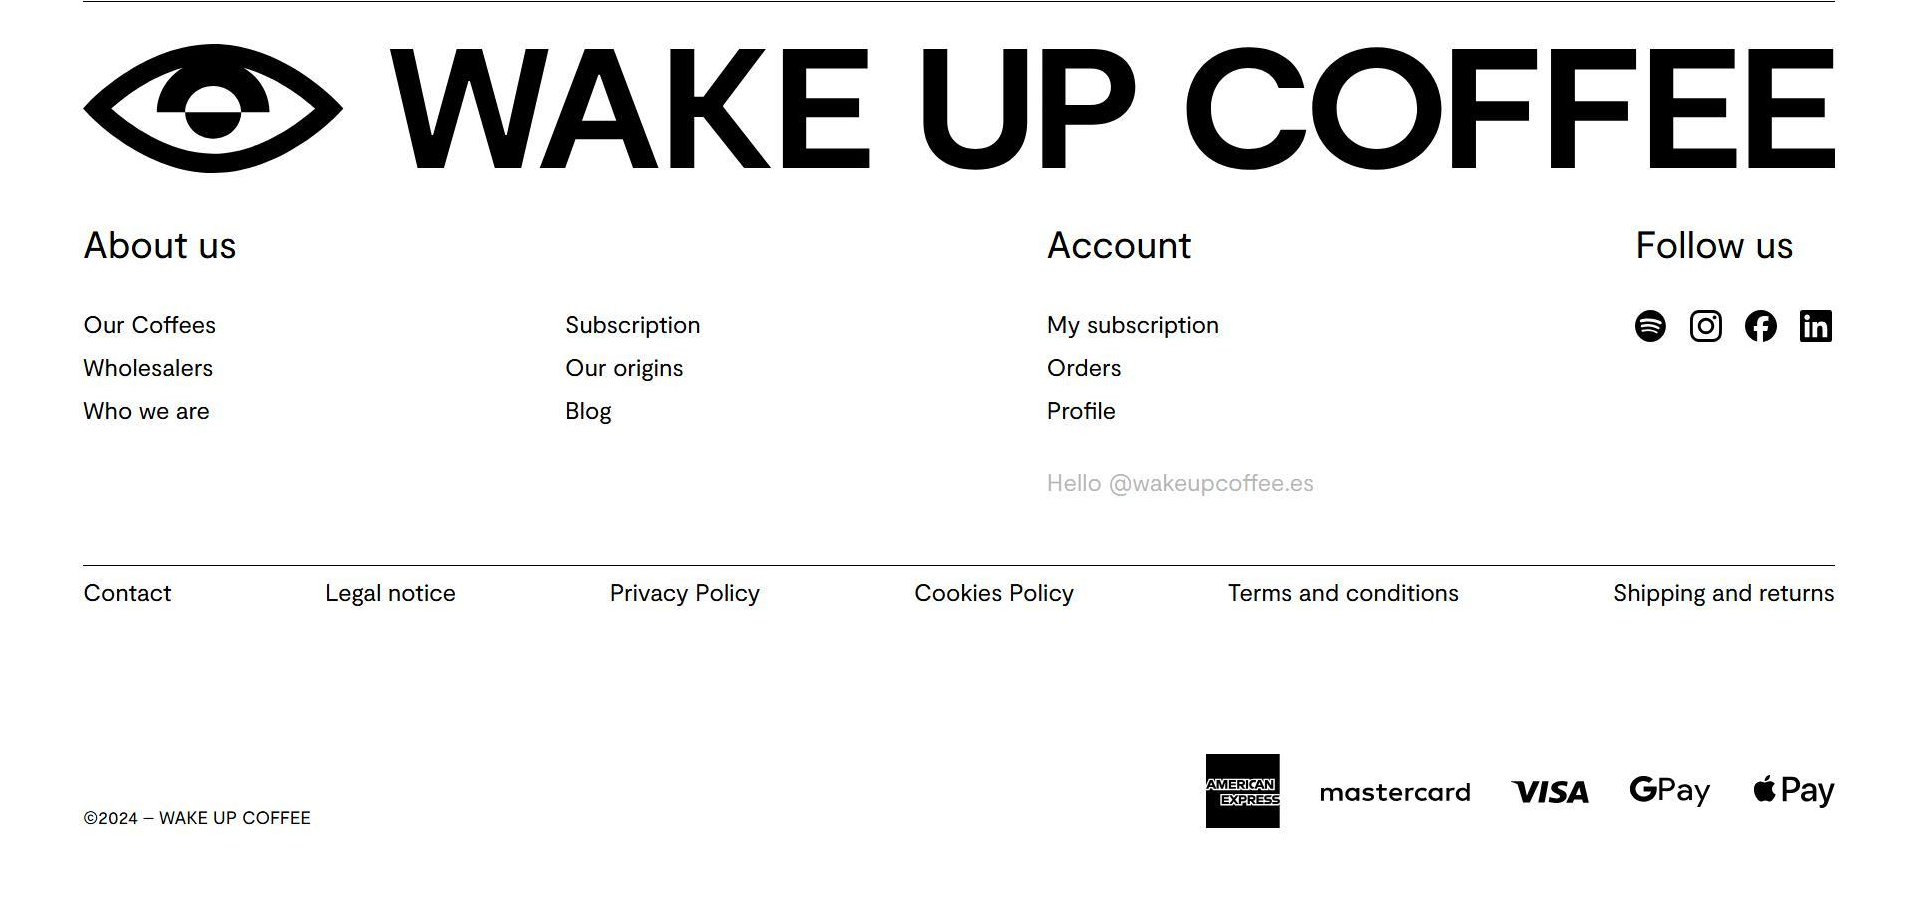 WAKE UP COFFEE
About us
Our Coffees
Wholesalers
Who we are
Subscription
Our origins
Blog
Account
My subscription
Orders
Profile
Hello @wakeupcoffee.es
Follow us
in
Contact
Legal notice
Privacy Policy
Cookies Policy
Terms and conditions
Shipping and returns
©2024 – WAKE UP COFFEE
AMERICAN
EXPRESS
mastercard
VISA
GPay
Pay